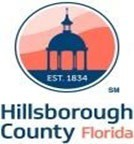 EST. 1834
SM
Hillsborough
County Florida